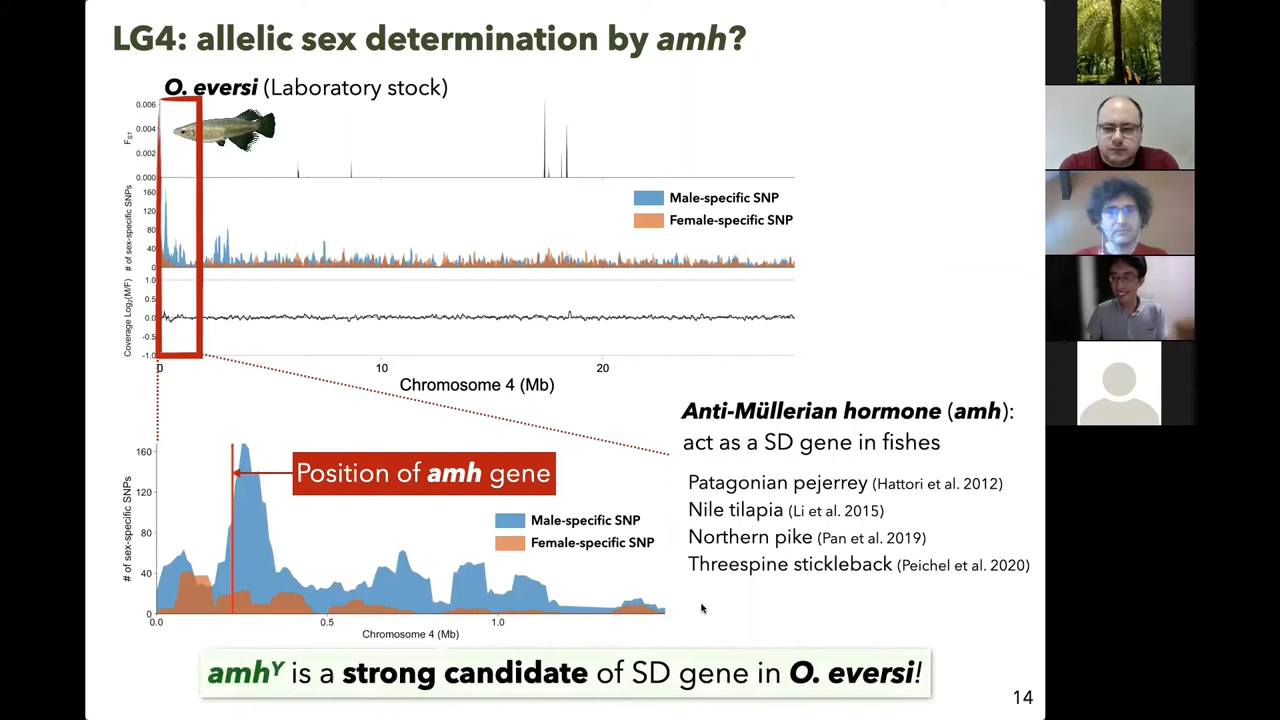 LG4: allelic sex determination by amh?
O. eversi (Laboratory stock)
0.006
0.004
0.002
0.000
FST
160
120
80
40
0
# of sex-specific SNPs
Male-specific SNP
Female-specific SNP
1.0
0.5
0.0
-0.5
-1.0
Coverage Log2(M/F)
0
10
20
Chromosome 4 (Mb)
Anti-Müllerian hormone (amh):
act as a SD gene in fishes
Patagonian pejerrey (Hattori et al. 2012)
Nile tilapia (Li et al. 2015)
Northern pike (Pan et al. 2019)
Threespine stickleback (Peichel et al. 2020)
160
120
80
40
0
# of sex-specific SNPs
Position of amh gene
Male-specific SNP
Female-specific SNP
0.0
0.5
1.0
Chromosome 4 (Mb)
amhY is a strong candidate of SD gene in O. eversi!
14